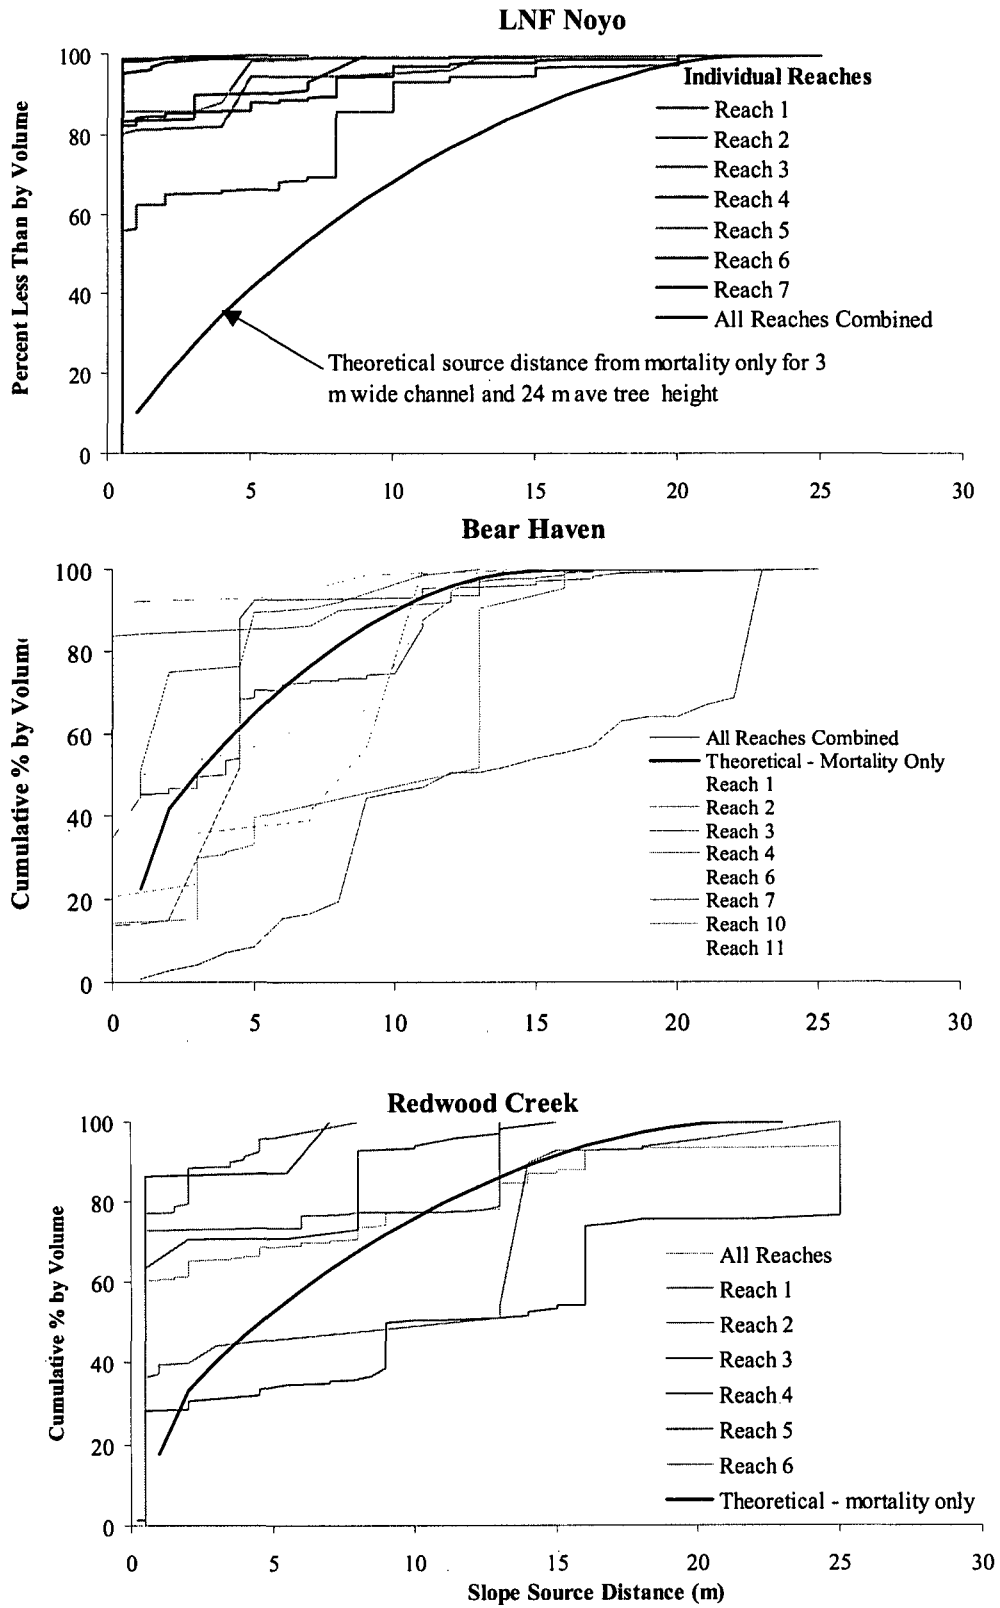 LNF Noyo
Percent Less Than by Volume
100
80
60
40
20
0
Individual Reaches
Reach 1
Reach 2
Reach 3
Reach 4
Reach 5
Reach 6
Reach 7
All Reaches Combined
Theoretical source distance from mortality only for 3
m wide channel and 24 m ave tree height
0 5 10 15 20 25 30
Bear Haven
Cumulative % by Volume
100
80
60
40
20
0
All Reaches Combined
Theoretical - Mortality Only
Reach 1
Reach 2
Reach 3
Reach 4
Reach 6
Reach 7
Reach 10
Reach 11
0 5 10 15 20 25 30
Redwood Creek
Cumulative % by Volume
100
80
60
40
20
0
All Reaches
Reach 1
Reach 2
Reach 3
Reach 4
Reach 5
Reach 6
Theoretical - mortality only
0 5 10 15 20 25 30
Slope Source Distance (m)